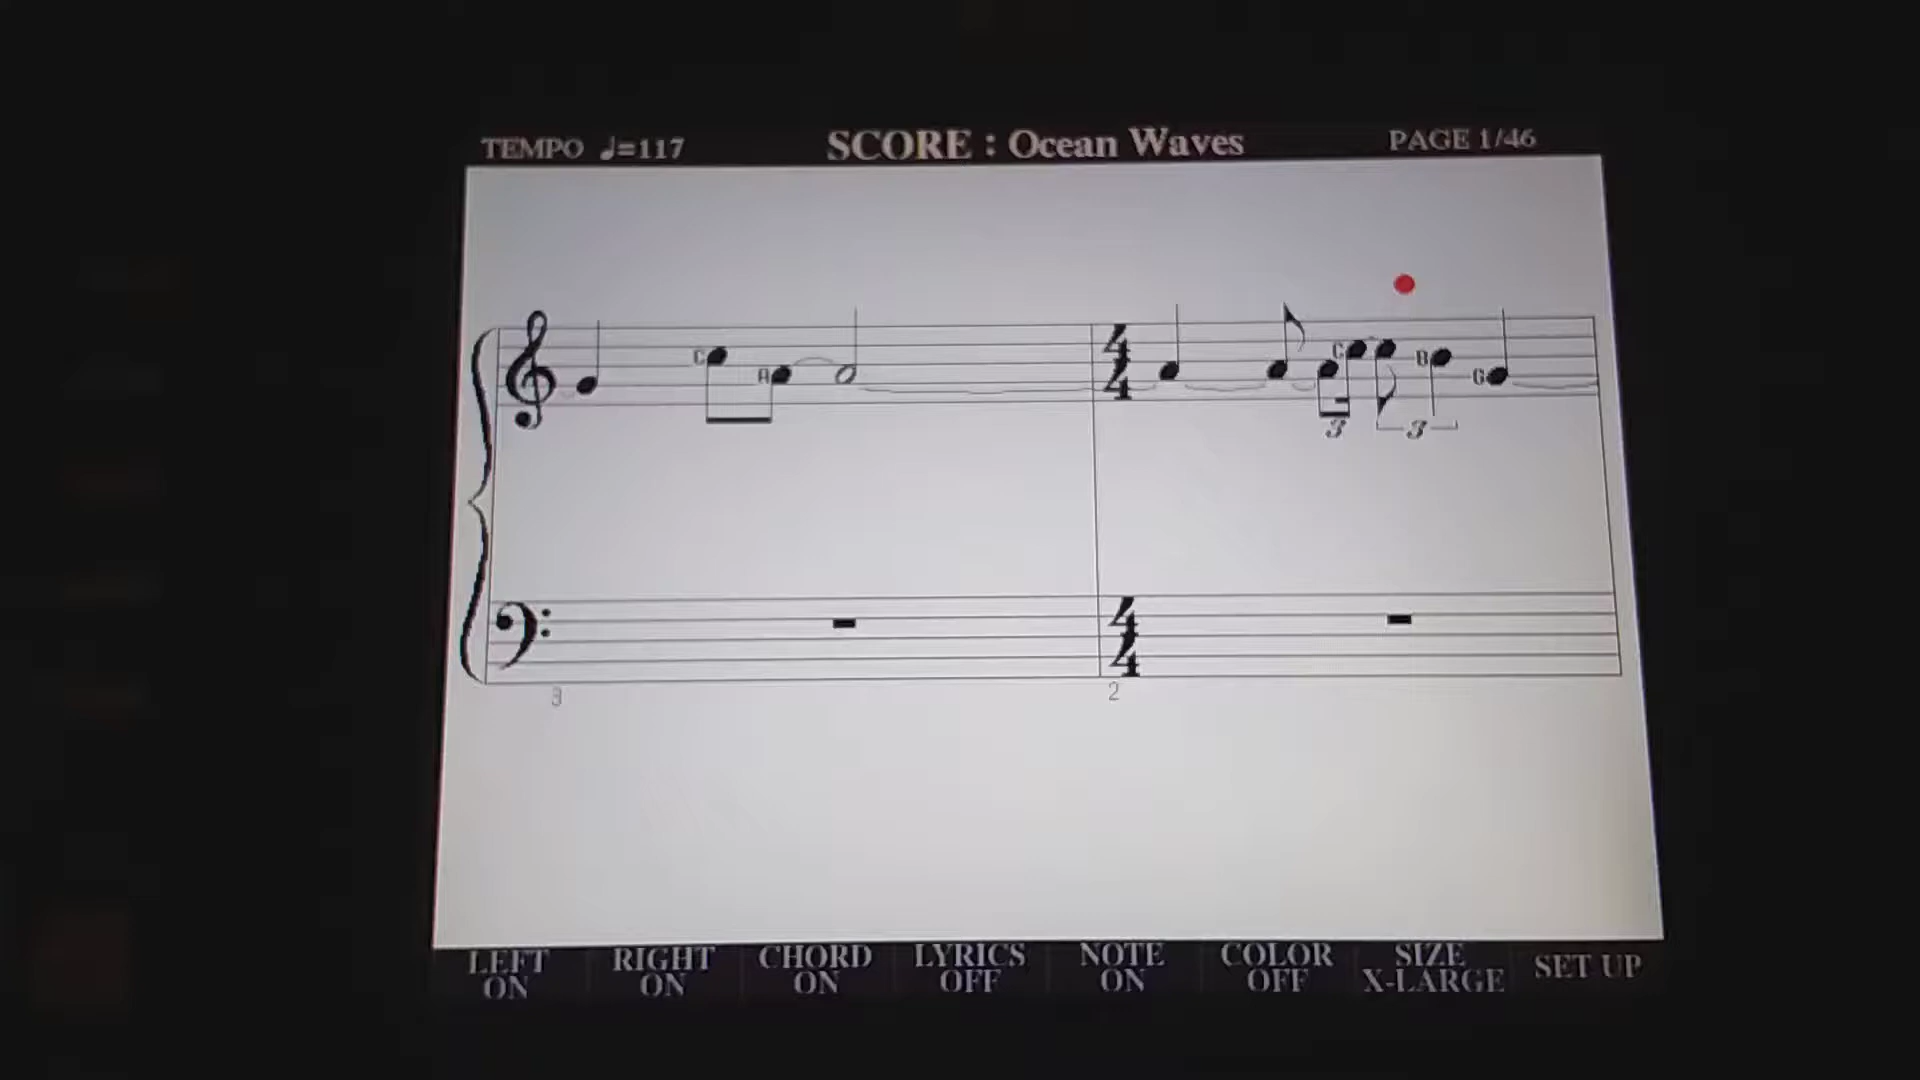 TEMPO ♩=117 SCORE : Ocean Waves PAGE 1/46
C A C B G
3 3
3 2
LEFT ON
RIGHT ON
CHORD ON
LYRICS OFF
NOTE ON
COLOR OFF
SIZE X-LARGE
SET UP